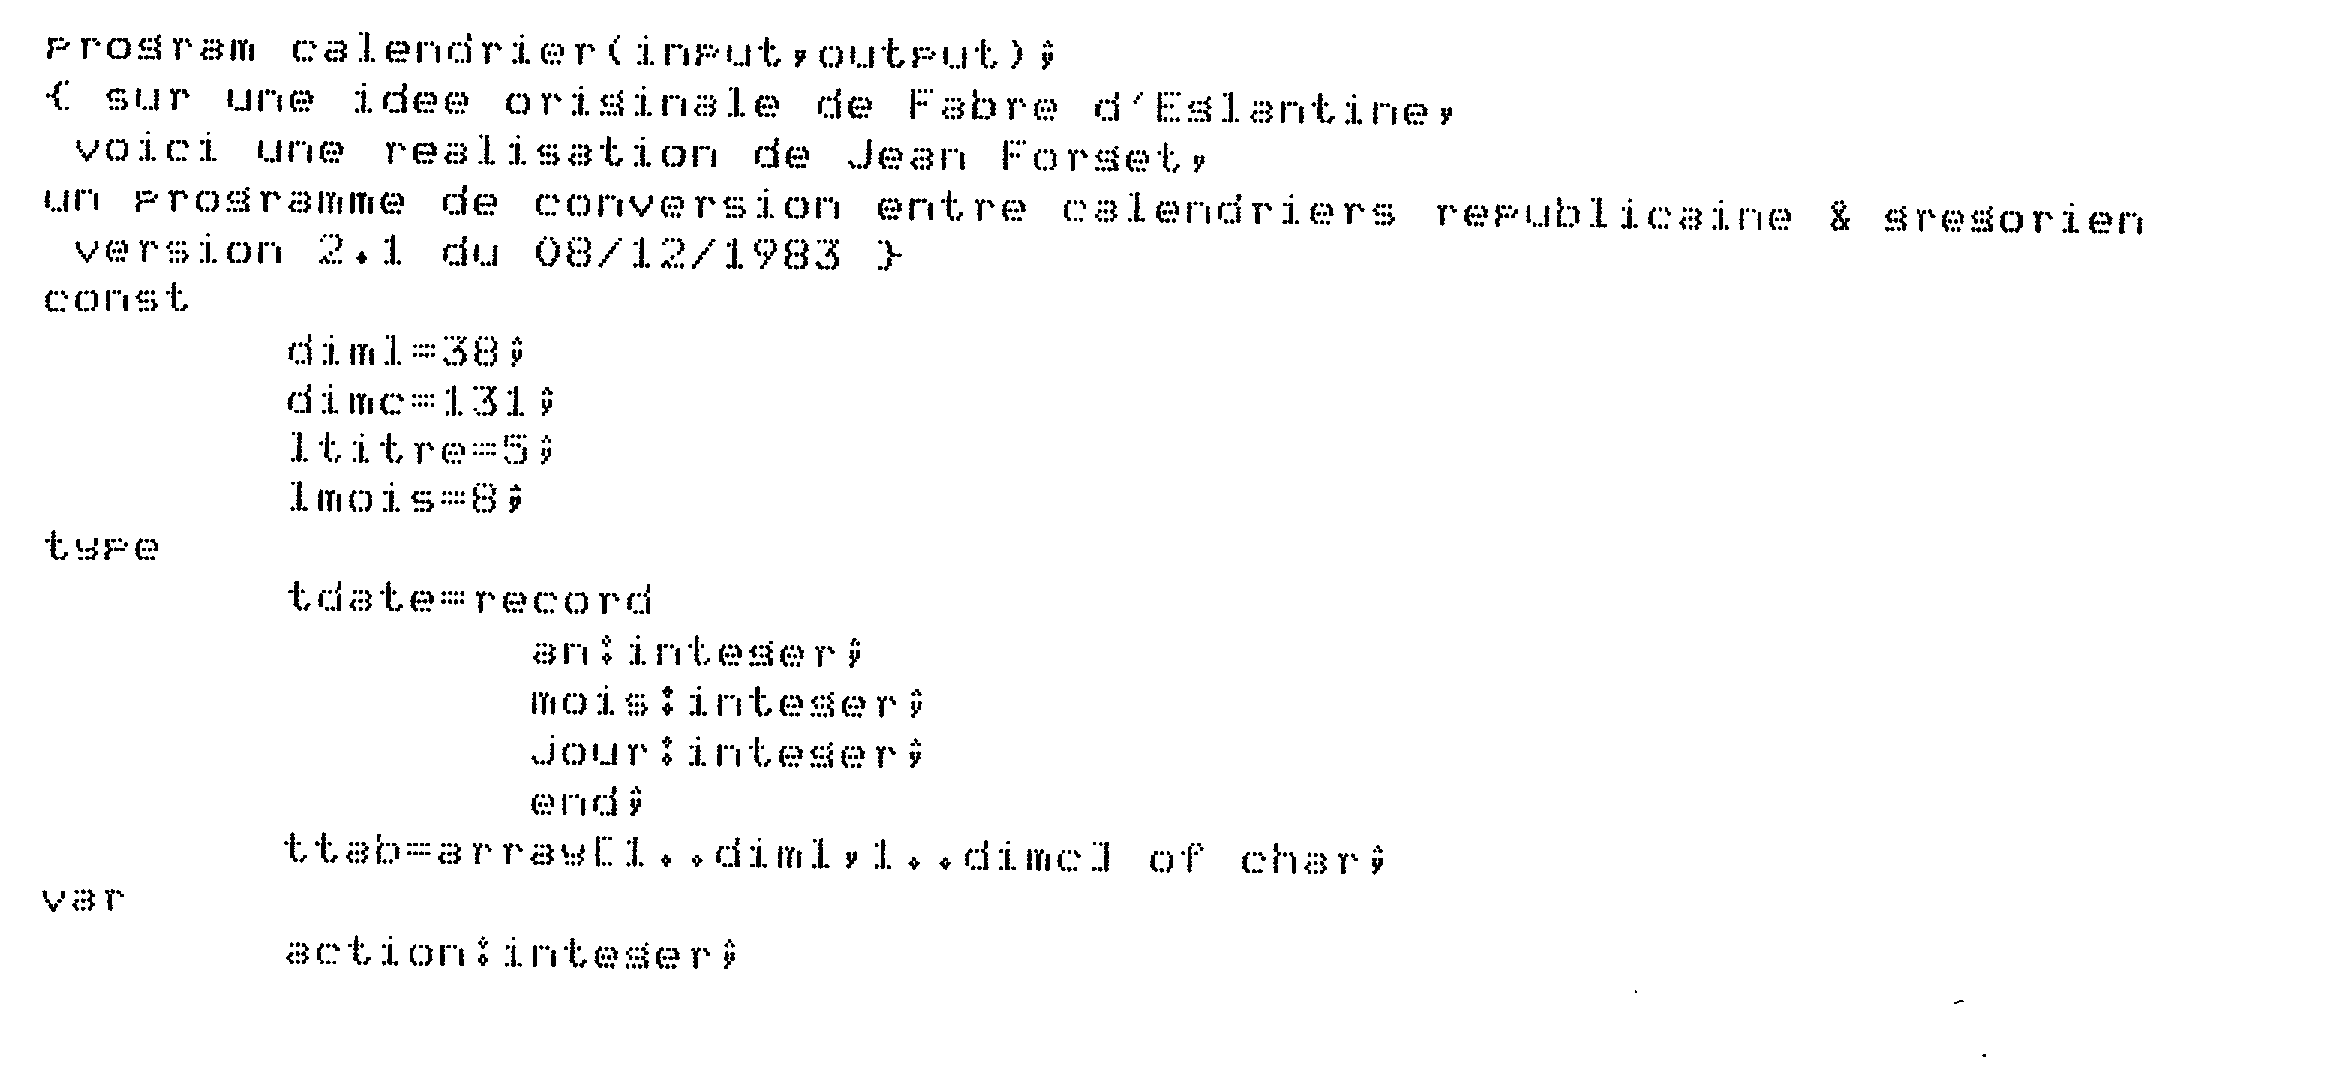 program calendrier(input,output);
{ sur une idee originale de Fabre d'Eglantine,
 voici une realisation de Jean Forget,
un programme de conversion entre calendriers republicaine & gregorien
 version 2.1 du 08/12/1983 }
const
        diml=38;
        dimc=131;
        ltitre=5;
        lmois=8;
type
        tdate=record
                an:integer;
                mois:integer;
                jour:integer;
                end;
        ttab=array[1..diml,1..dimc] of char;
var
        action:integer;